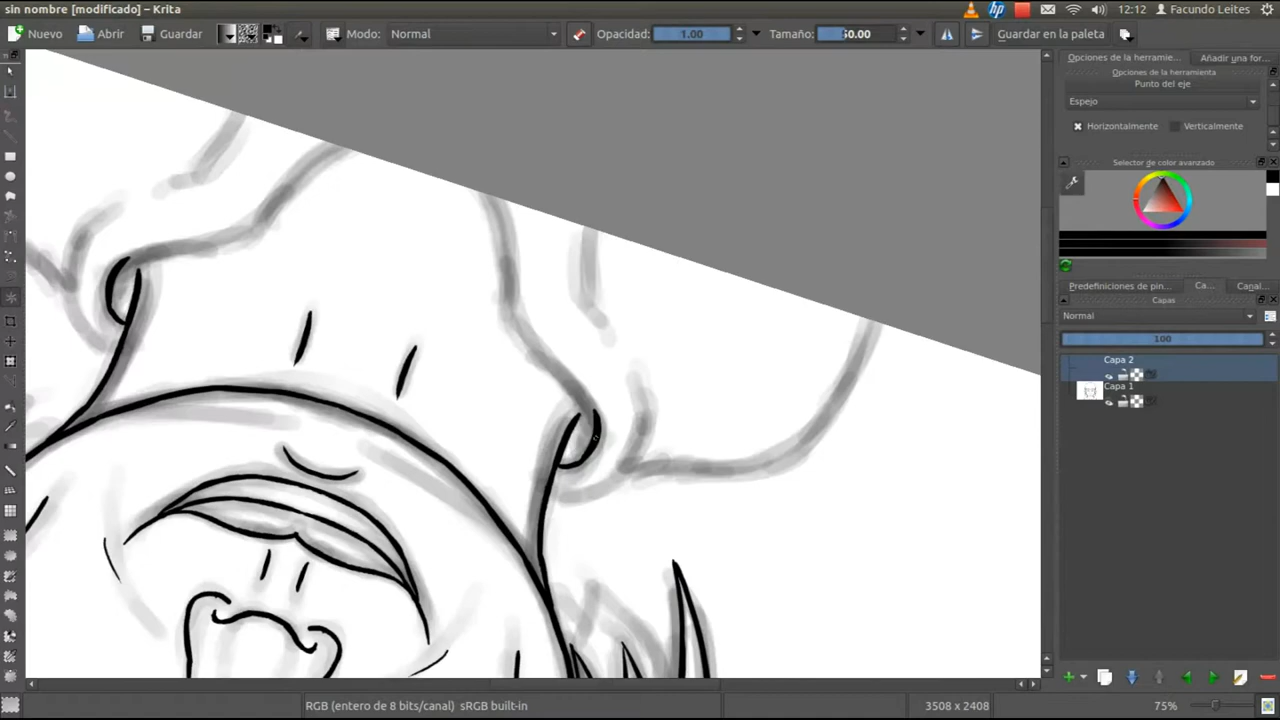 sin nombre [modificado] – Krita
12:12
Facundo Leites
Nuevo
Abrir
Guardar
Modo:
Normal
Opacidad:
1.00
Tamaño:
50.00
Guardar en la paleta
Opciones de la herramie...
Añadir una for...
Opciones de la herramienta
Punto del eje
Espejo
Horizontalmente
Verticalmente
Selector de color avanzado
Predefiniciones de pin...
Ca...
Canal...
Capas
Normal
100
Capa 2
Capa 1
RGB (entero de 8 bits/canal) sRGB built-in
3508 x 2408
75%